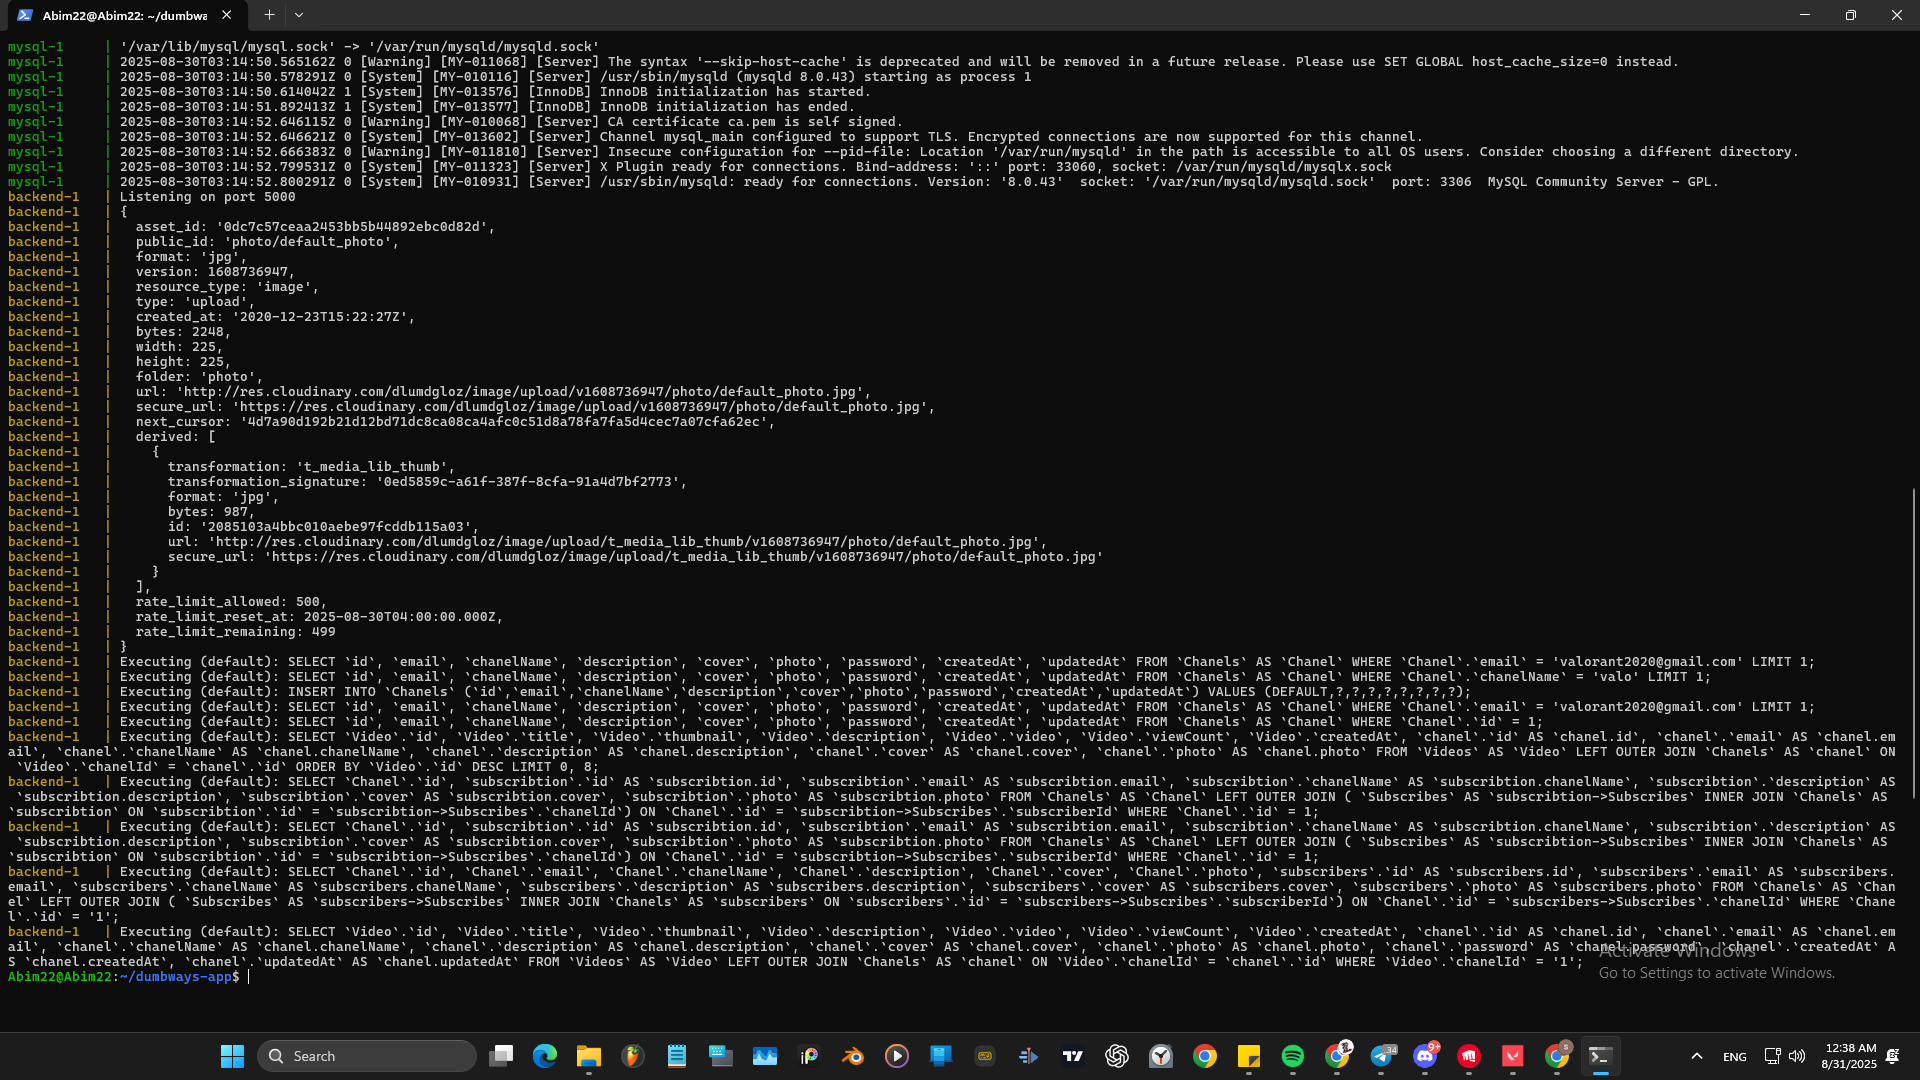 Abim22@Abim22: ~/dumbwa
mysql-1     | '/var/lib/mysql/mysql.sock' -> '/var/run/mysqld/mysqld.sock'
mysql-1     | 2025-08-30T03:14:50.565162Z 0 [Warning] [MY-011068] [Server] The syntax '--skip-host-cache' is deprecated and will be removed in a future release. Please use SET GLOBAL host_cache_size=0 instead.
mysql-1     | 2025-08-30T03:14:50.578291Z 0 [System] [MY-010116] [Server] /usr/sbin/mysqld (mysqld 8.0.43) starting as process 1
mysql-1     | 2025-08-30T03:14:50.614042Z 1 [System] [MY-013576] [InnoDB] InnoDB initialization has started.
mysql-1     | 2025-08-30T03:14:51.892413Z 1 [System] [MY-013577] [InnoDB] InnoDB initialization has ended.
mysql-1     | 2025-08-30T03:14:52.646115Z 0 [Warning] [MY-010068] [Server] CA certificate ca.pem is self signed.
mysql-1     | 2025-08-30T03:14:52.646621Z 0 [System] [MY-013602] [Server] Channel mysql_main configured to support TLS. Encrypted connections are now supported for this channel.
mysql-1     | 2025-08-30T03:14:52.666383Z 0 [Warning] [MY-011810] [Server] Insecure configuration for --pid-file: Location '/var/run/mysqld' in the path is accessible to all OS users. Consider choosing a different directory.
mysql-1     | 2025-08-30T03:14:52.799531Z 0 [System] [MY-011323] [Server] X Plugin ready for connections. Bind-address: '::' port: 33060, socket: /var/run/mysqld/mysqlx.sock
mysql-1     | 2025-08-30T03:14:52.800291Z 0 [System] [MY-010931] [Server] /usr/sbin/mysqld: ready for connections. Version: '8.0.43'  socket: '/var/run/mysqld/mysqld.sock'  port: 3306  MySQL Community Server - GPL.
backend-1   | Listening on port 5000
backend-1   | {
backend-1   |   asset_id: '0dc7c57ceaa2453bb5b44892ebc0d82d',
backend-1   |   public_id: 'photo/default_photo',
backend-1   |   format: 'jpg',
backend-1   |   version: 1608736947,
backend-1   |   resource_type: 'image',
backend-1   |   type: 'upload',
backend-1   |   created_at: '2020-12-23T15:22:27Z',
backend-1   |   bytes: 2248,
backend-1   |   width: 225,
backend-1   |   height: 225,
backend-1   |   folder: 'photo',
backend-1   |   url: 'http://res.cloudinary.com/dlumdgloz/image/upload/v1608736947/photo/default_photo.jpg',
backend-1   |   secure_url: 'https://res.cloudinary.com/dlumdgloz/image/upload/v1608736947/photo/default_photo.jpg',
backend-1   |   next_cursor: '4d7a90d192b21d12bd71dc8ca08ca4afc0c51d8a78fa7fa5d4cec7a07cfa62ec',
backend-1   |   derived: [
backend-1   |     {
backend-1   |       transformation: 't_media_lib_thumb',
backend-1   |       transformation_signature: '0ed5859c-a61f-387f-8cfa-91a4d7bf2773',
backend-1   |       format: 'jpg',
backend-1   |       bytes: 987,
backend-1   |       id: '2085103a4bbc010aebe97fcddb115a03',
backend-1   |       url: 'http://res.cloudinary.com/dlumdgloz/image/upload/t_media_lib_thumb/v1608736947/photo/default_photo.jpg',
backend-1   |       secure_url: 'https://res.cloudinary.com/dlumdgloz/image/upload/t_media_lib_thumb/v1608736947/photo/default_photo.jpg'
backend-1   |     }
backend-1   |   ],
backend-1   |   rate_limit_allowed: 500,
backend-1   |   rate_limit_reset_at: 2025-08-30T04:00:00.000Z,
backend-1   |   rate_limit_remaining: 499
backend-1   | }
backend-1   | Executing (default): SELECT `id`, `email`, `chanelName`, `description`, `cover`, `photo`, `password`, `createdAt`, `updatedAt` FROM `Chanels` AS `Chanel` WHERE `Chanel`.`email` = 'valorant2020@gmail.com' LIMIT 1;
backend-1   | Executing (default): SELECT `id`, `email`, `chanelName`, `description`, `cover`, `photo`, `password`, `createdAt`, `updatedAt` FROM `Chanels` AS `Chanel` WHERE `Chanel`.`chanelName` = 'valo' LIMIT 1;
backend-1   | Executing (default): INSERT INTO `Chanels` (`id`,`email`,`chanelName`,`description`,`cover`,`photo`,`password`,`createdAt`,`updatedAt`) VALUES (DEFAULT,?,?,?,?,?,?,?,?);
backend-1   | Executing (default): SELECT `id`, `email`, `chanelName`, `description`, `cover`, `photo`, `password`, `createdAt`, `updatedAt` FROM `Chanels` AS `Chanel` WHERE `Chanel`.`email` = 'valorant2020@gmail.com' LIMIT 1;
backend-1   | Executing (default): SELECT `id`, `email`, `chanelName`, `description`, `cover`, `photo`, `password`, `createdAt`, `updatedAt` FROM `Chanels` AS `Chanel` WHERE `Chanel`.`id` = 1;
backend-1   | Executing (default): SELECT `Video`.`id`, `Video`.`title`, `Video`.`thumbnail`, `Video`.`description`, `Video`.`video`, `Video`.`viewCount`, `Video`.`createdAt`, `chanel`.`id` AS `chanel.id`, `chanel`.`email` AS `chanel.em
ail`, `chanel`.`chanelName` AS `chanel.chanelName`, `chanel`.`description` AS `chanel.description`, `chanel`.`cover` AS `chanel.cover`, `chanel`.`photo` AS `chanel.photo` FROM `Videos` AS `Video` LEFT OUTER JOIN `Chanels` AS `chanel` ON
 `Video`.`chanelId` = `chanel`.`id` ORDER BY `Video`.`id` DESC LIMIT 0, 8;
backend-1   | Executing (default): SELECT `Chanel`.`id`, `subscribtion`.`id` AS `subscribtion.id`, `subscribtion`.`email` AS `subscribtion.email`, `subscribtion`.`chanelName` AS `subscribtion.chanelName`, `subscribtion`.`description` AS
 `subscribtion.description`, `subscribtion`.`cover` AS `subscribtion.cover`, `subscribtion`.`photo` AS `subscribtion.photo` FROM `Chanels` AS `Chanel` LEFT OUTER JOIN ( `Subscribes` AS `subscribtion->Subscribes` INNER JOIN `Chanels` AS
`subscribtion` ON `subscribtion`.`id` = `subscribtion->Subscribes`.`chanelId`) ON `Chanel`.`id` = `subscribtion->Subscribes`.`subscriberId` WHERE `Chanel`.`id` = 1;
backend-1   | Executing (default): SELECT `Chanel`.`id`, `subscribtion`.`id` AS `subscribtion.id`, `subscribtion`.`email` AS `subscribtion.email`, `subscribtion`.`chanelName` AS `subscribtion.chanelName`, `subscribtion`.`description` AS
 `subscribtion.description`, `subscribtion`.`cover` AS `subscribtion.cover`, `subscribtion`.`photo` AS `subscribtion.photo` FROM `Chanels` AS `Chanel` LEFT OUTER JOIN ( `Subscribes` AS `subscribtion->Subscribes` INNER JOIN `Chanels` AS
`subscribtion` ON `subscribtion`.`id` = `subscribtion->Subscribes`.`chanelId`) ON `Chanel`.`id` = `subscribtion->Subscribes`.`subscriberId` WHERE `Chanel`.`id` = 1;
backend-1   | Executing (default): SELECT `Chanel`.`id`, `Chanel`.`email`, `Chanel`.`chanelName`, `Chanel`.`description`, `Chanel`.`cover`, `Chanel`.`photo`, `subscribers`.`id` AS `subscribers.id`, `subscribers`.`email` AS `subscribers.
email`, `subscribers`.`chanelName` AS `subscribers.chanelName`, `subscribers`.`description` AS `subscribers.description`, `subscribers`.`cover` AS `subscribers.cover`, `subscribers`.`photo` AS `subscribers.photo` FROM `Chanels` AS `Chan
el` LEFT OUTER JOIN ( `Subscribes` AS `subscribers->Subscribes` INNER JOIN `Chanels` AS `subscribers` ON `subscribers`.`id` = `subscribers->Subscribes`.`subscriberId`) ON `Chanel`.`id` = `subscribers->Subscribes`.`chanelId` WHERE `Chane
l`.`id` = '1';
backend-1   | Executing (default): SELECT `Video`.`id`, `Video`.`title`, `Video`.`thumbnail`, `Video`.`description`, `Video`.`video`, `Video`.`viewCount`, `Video`.`createdAt`, `chanel`.`id` AS `chanel.id`, `chanel`.`email` AS `chanel.em
ail`, `chanel`.`chanelName` AS `chanel.chanelName`, `chanel`.`description` AS `chanel.description`, `chanel`.`cover` AS `chanel.cover`, `chanel`.`photo` AS `chanel.photo`, `chanel`.`password` AS `chanel.password`, `chanel`.`createdAt` A
S `chanel.createdAt`, `chanel`.`updatedAt` AS `chanel.updatedAt` FROM `Videos` AS `Video` LEFT OUTER JOIN `Chanels` AS `chanel` ON `Video`.`chanelId` = `chanel`.`id` WHERE `Video`.`chanelId` = '1';
Abim22@Abim22:~/dumbways-app$
Activate Windows
Go to Settings to activate Windows.
Search
34
9+
ENG
12:38 AM
8/31/2025